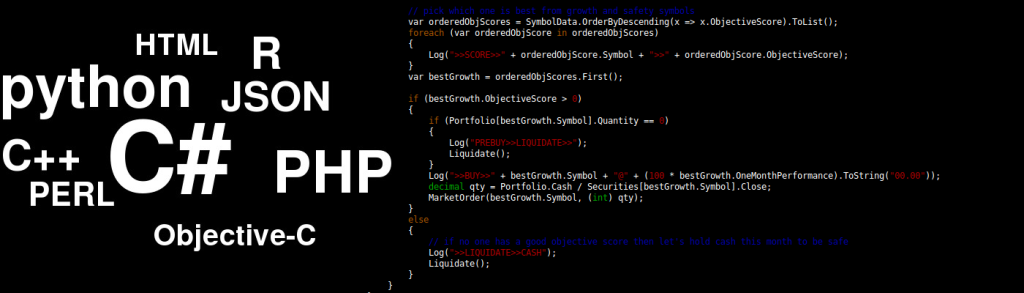 HTML
R
python
JSON
C++
C#
PHP
PERL
Objective-C
// pick which one is best from growth and safety symbols
var orderedObjScores = SymbolData.OrderByDescending(x => x.ObjectiveScore).ToList();
foreach (var orderedObjScore in orderedObjScores)
{
Log(">>SCORE>>" + orderedObjScore.Symbol + ">>" + orderedObjScore.ObjectiveScore);
}
var bestGrowth = orderedObjScores.First();
if (bestGrowth.ObjectiveScore > 0)
{
if (Portfolio[bestGrowth.Symbol].Quantity == 0)
{
Log("PREBUY>>LIQUIDATE>>");
Liquidate();
}
Log(">>BUY>>" + bestGrowth.Symbol + "@" + (100 * bestGrowth.OneMonthPerformance).ToString("00.00"));
decimal qty = Portfolio.Cash / Securities[bestGrowth.Symbol].Close;
MarketOrder(bestGrowth.Symbol, (int) qty);
}
else
{
// if no one has a good objective score then let's hold cash this month to be safe
Log(">>LIQUIDATE>>CASH");
Liquidate();
}
}